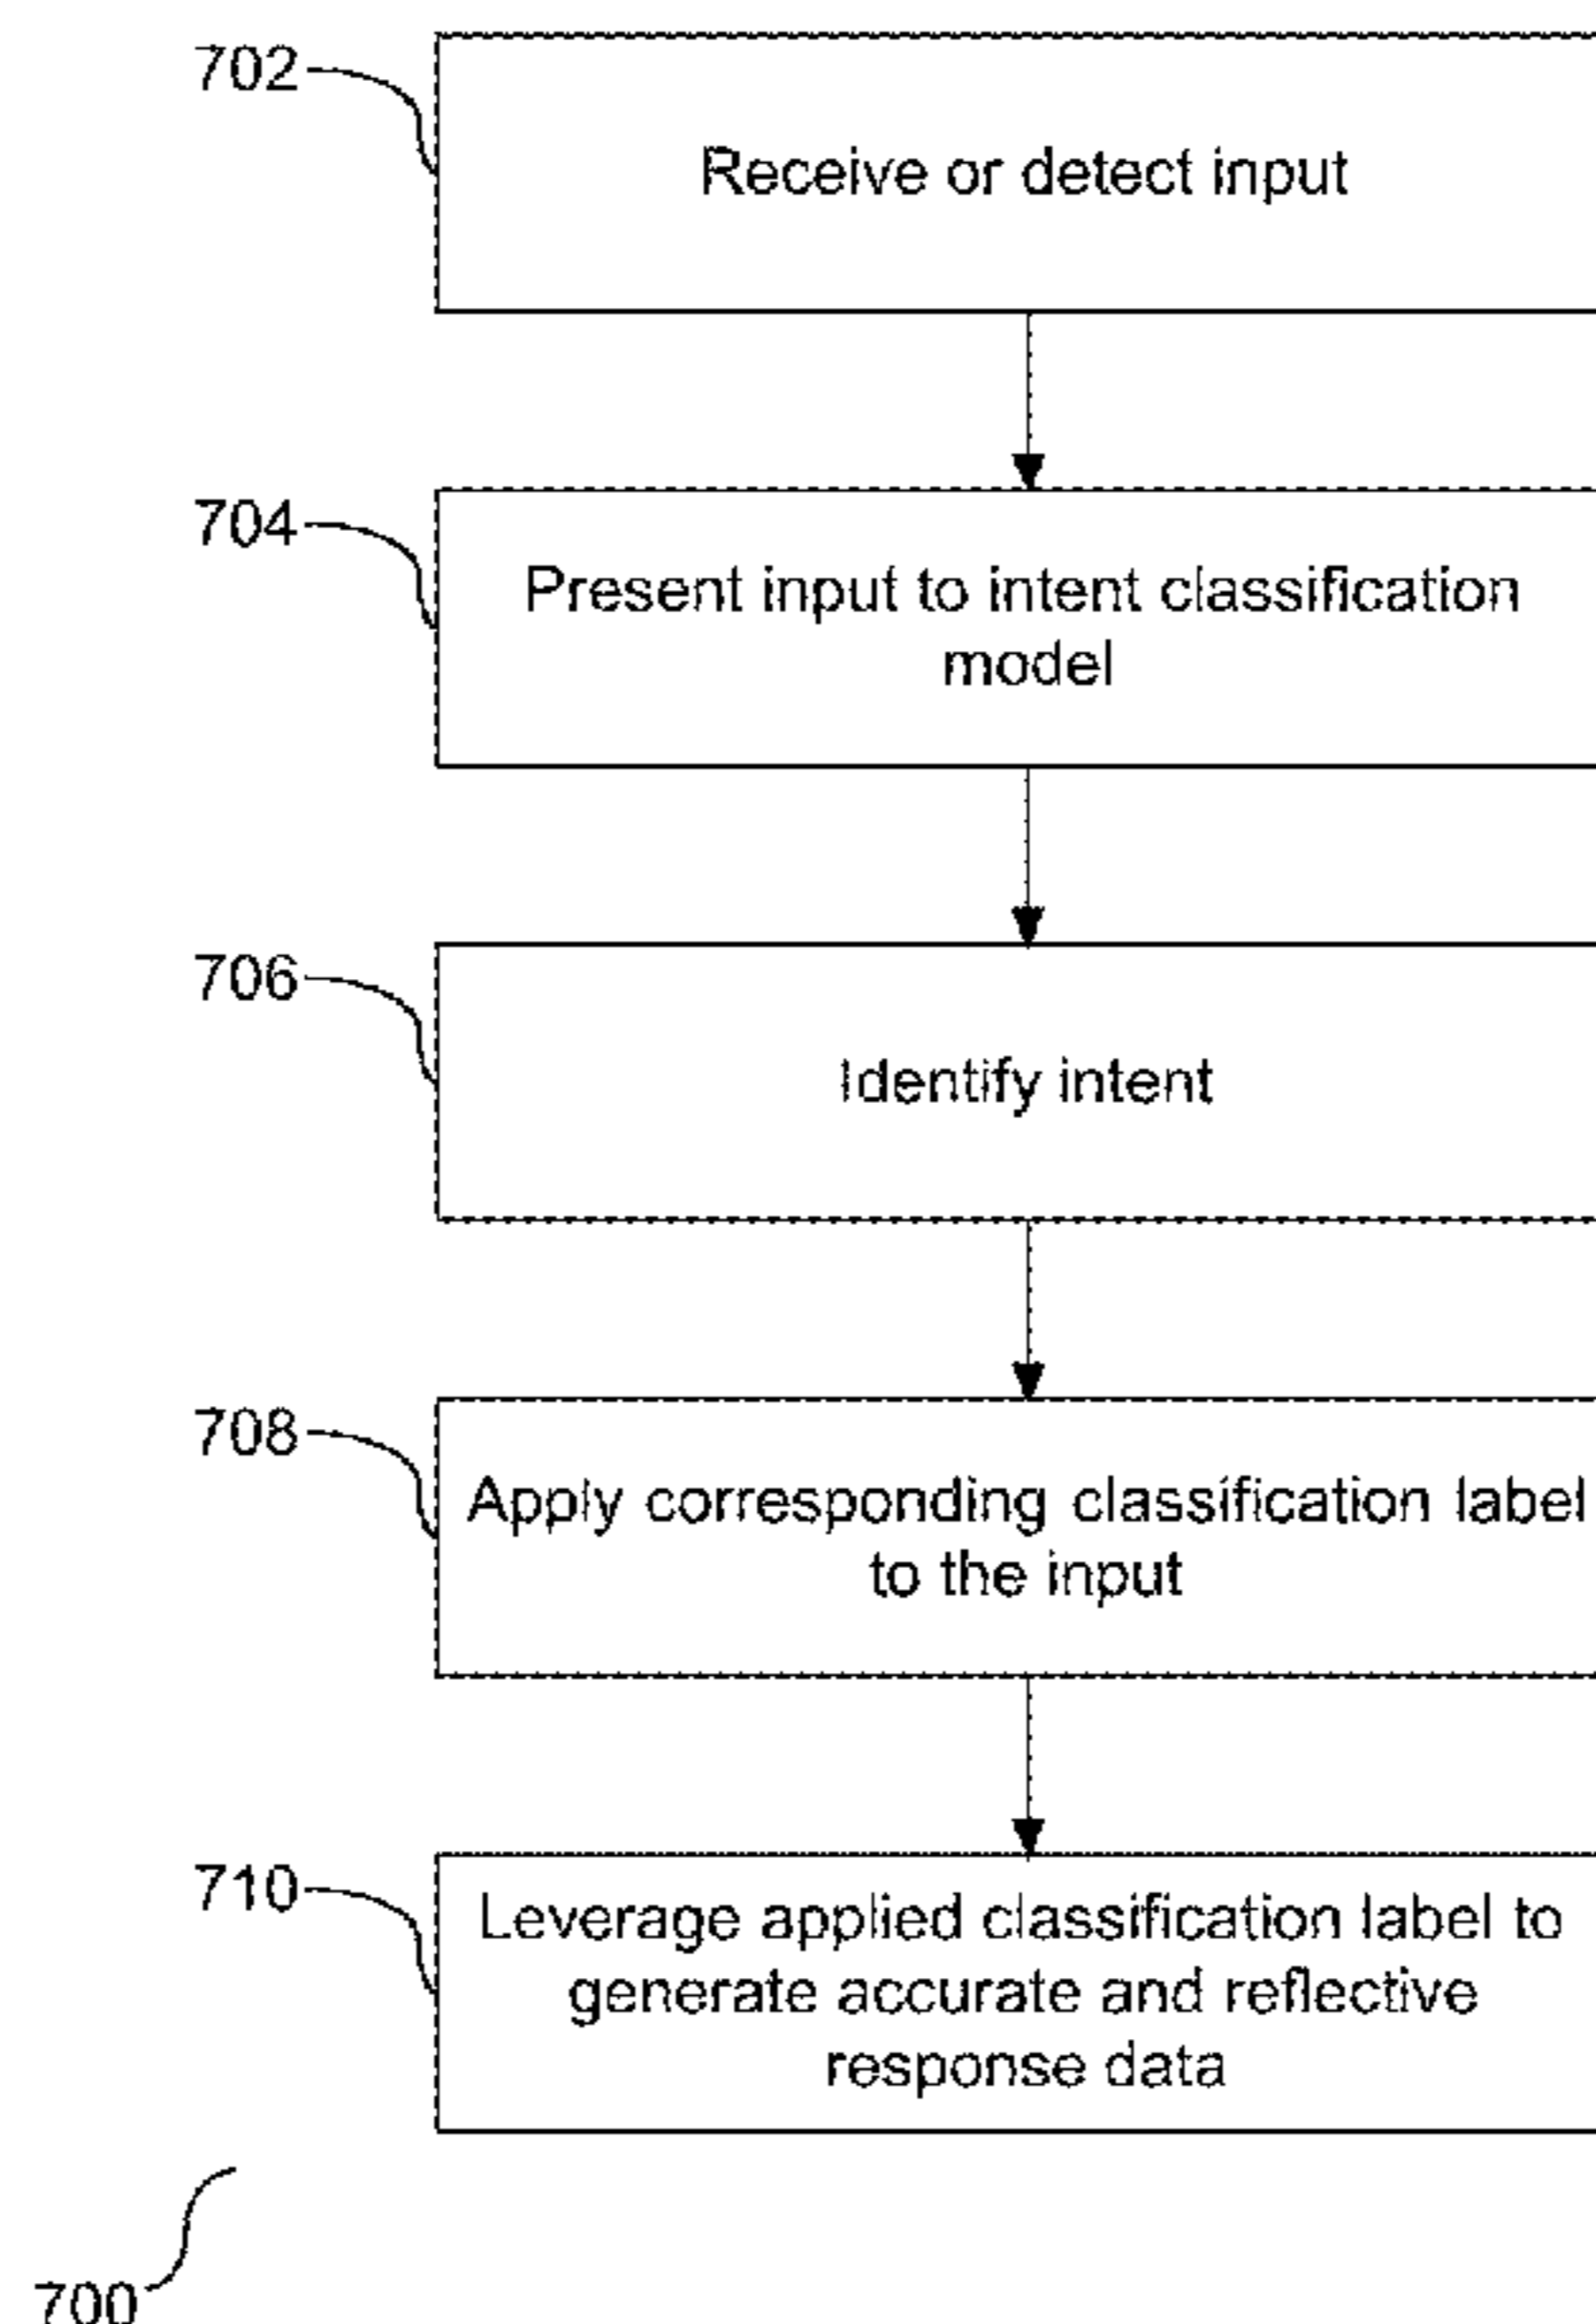 702
Receive or detect input
704
Present input to intent classification
model
706
Identify intent
708
Apply corresponding classification label
to the input
710
Leverage applied classification label to
generate accurate and reflective
response data
700